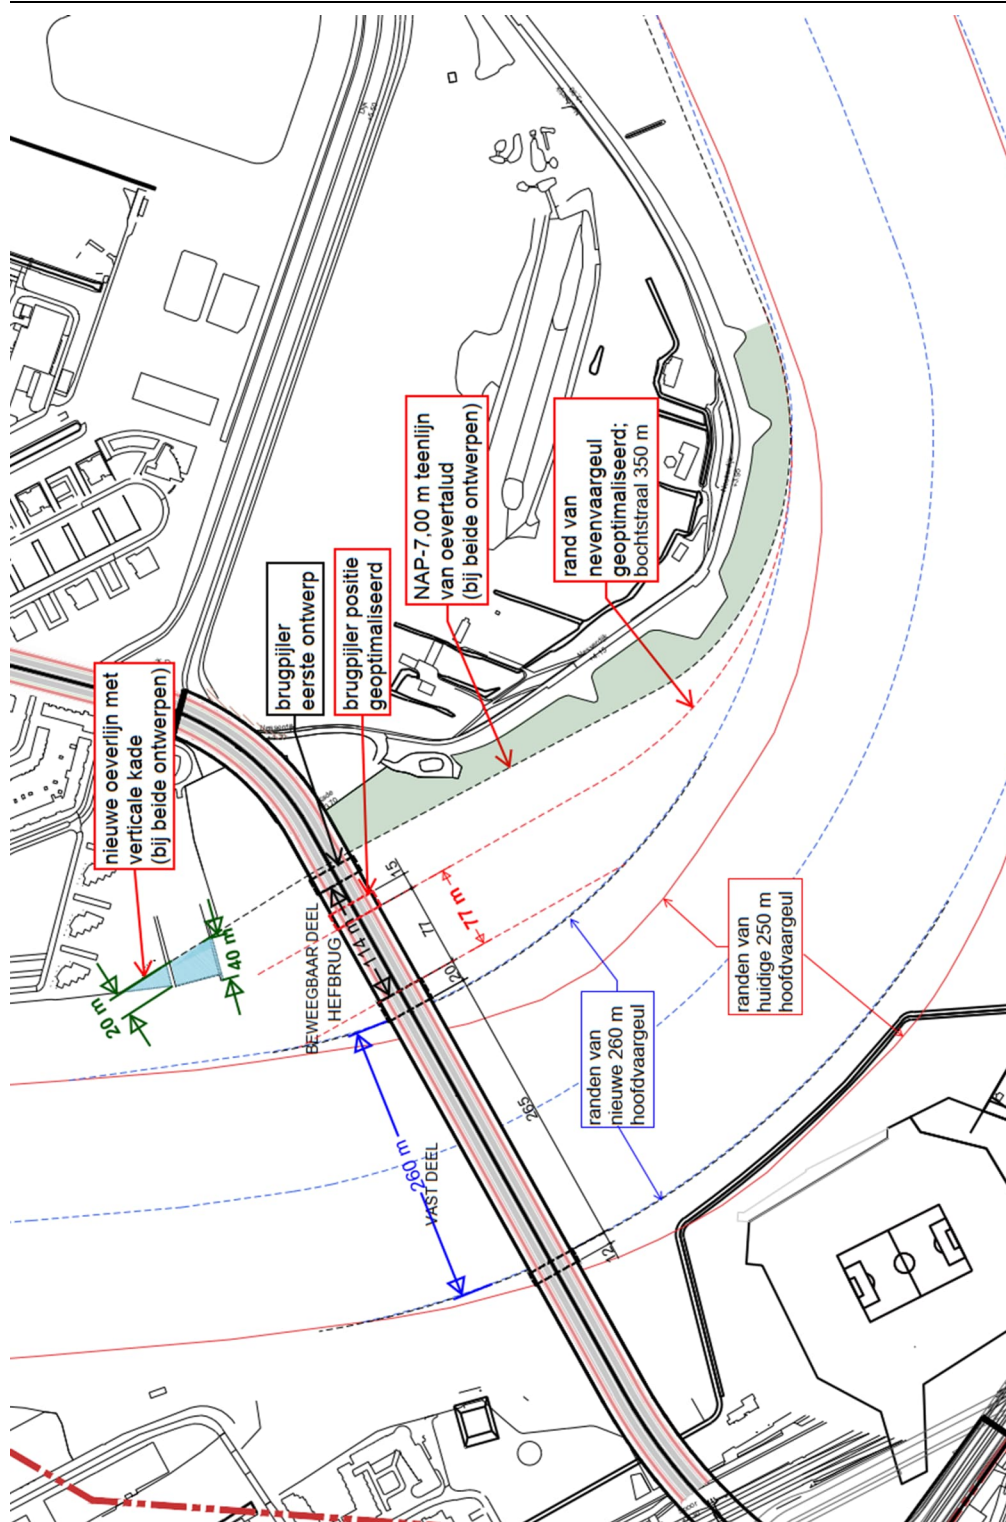 nieuwe oeverlijn met
verticale kade
(bij beide ontwerpen)
brugpijler
eerste ontwerp
brugpijler positie
geoptimaliseerd
NAP-7,00 m teenlijn
van oevertalud
(bij beide ontwerpen)
rand van
nevenvaargeul
geoptimaliseerd;
bochtstraal 350 m
20 m
40 m
BEWEEGBAAR DEEL
HEFBRUG
114 m
15
77
77 m
20
260 m
VAST DEEL
265
12
randen van
nieuwe 260 m
hoofdvaargeul
randen van
huidige 250 m
hoofdvaargeul